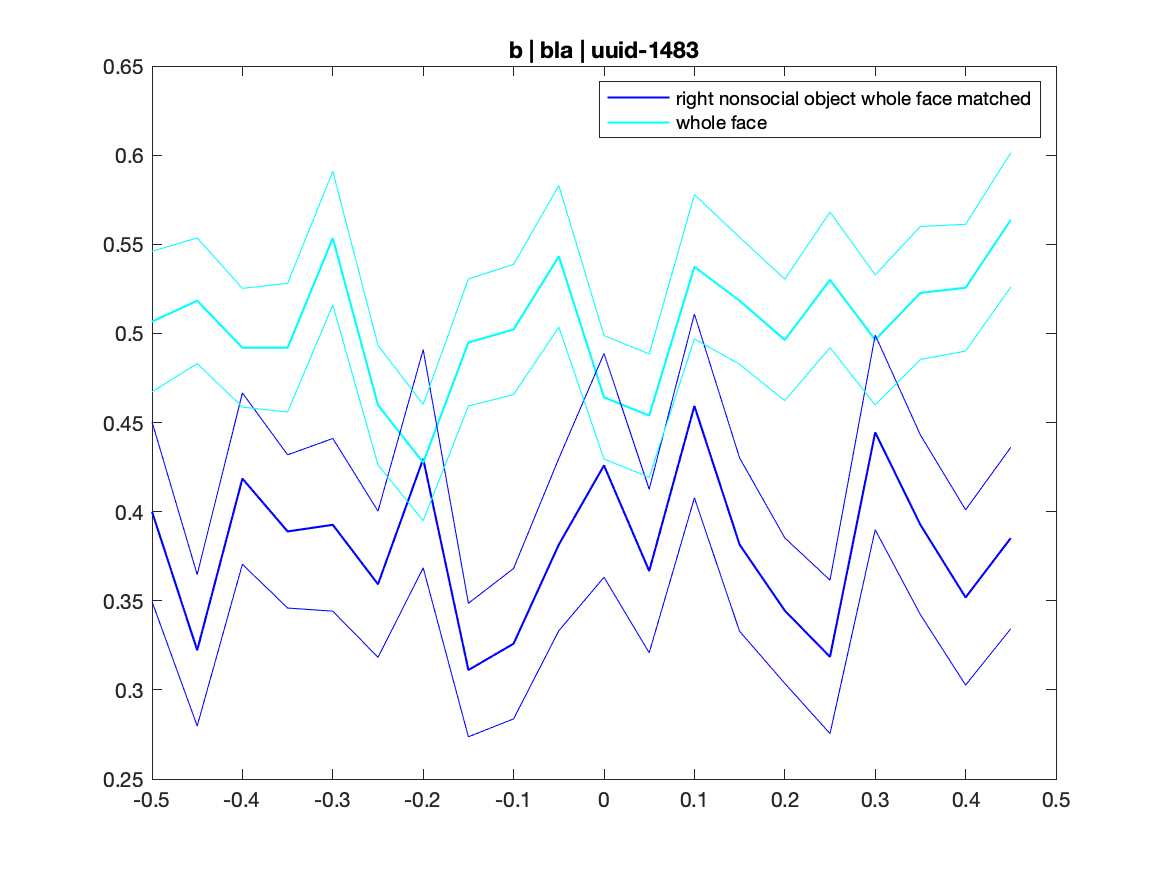 b | bla | uuid-1483
0.65
right nonsocial object whole face matched
whole face
0.6
0.55
0.5
0.45
0.4
0.35
0.3
0.25
-0.5 -0.4 -0.3 -0.2 -0.1 0 0.1 0.2 0.3 0.4 0.5